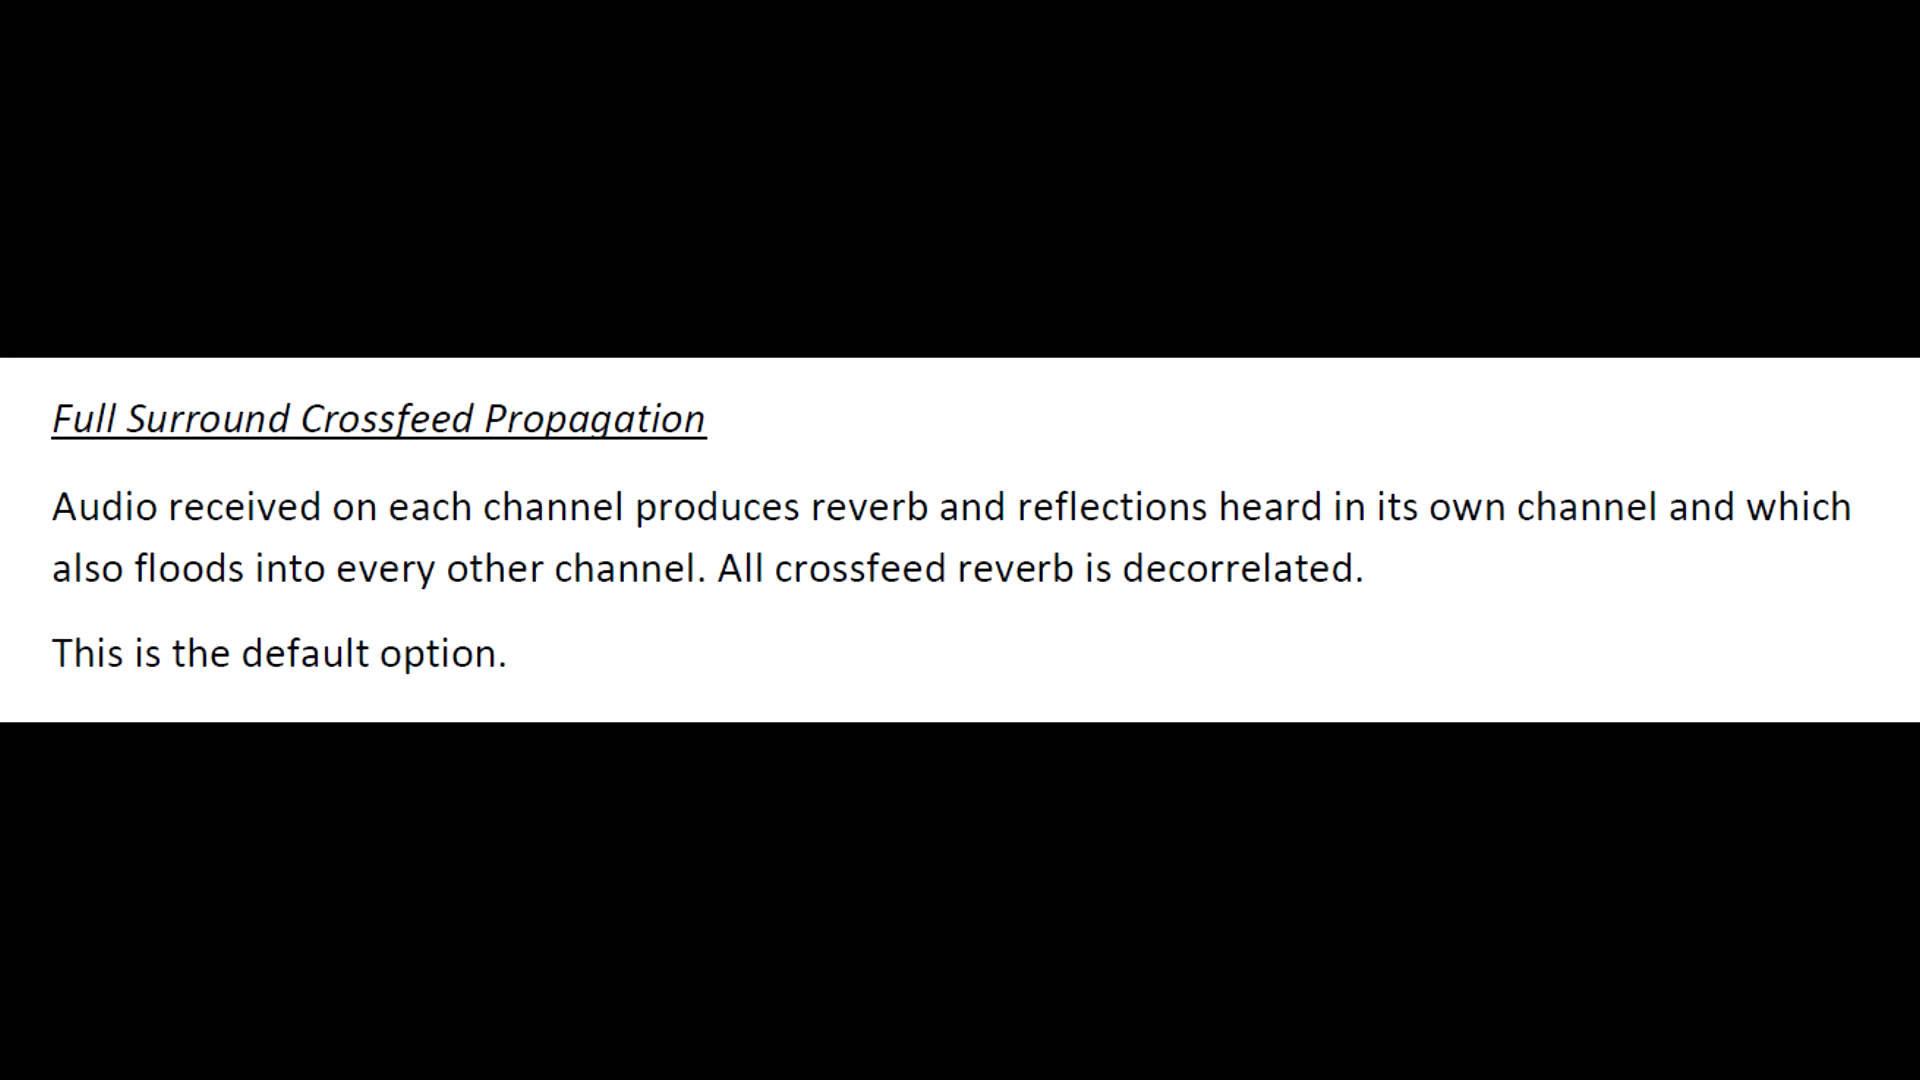 Full Surround Crossfeed Propagation
Audio received on each channel produces reverb and reflections heard in its own channel and which
also floods into every other channel. All crossfeed reverb is decorrelated.
This is the default option.